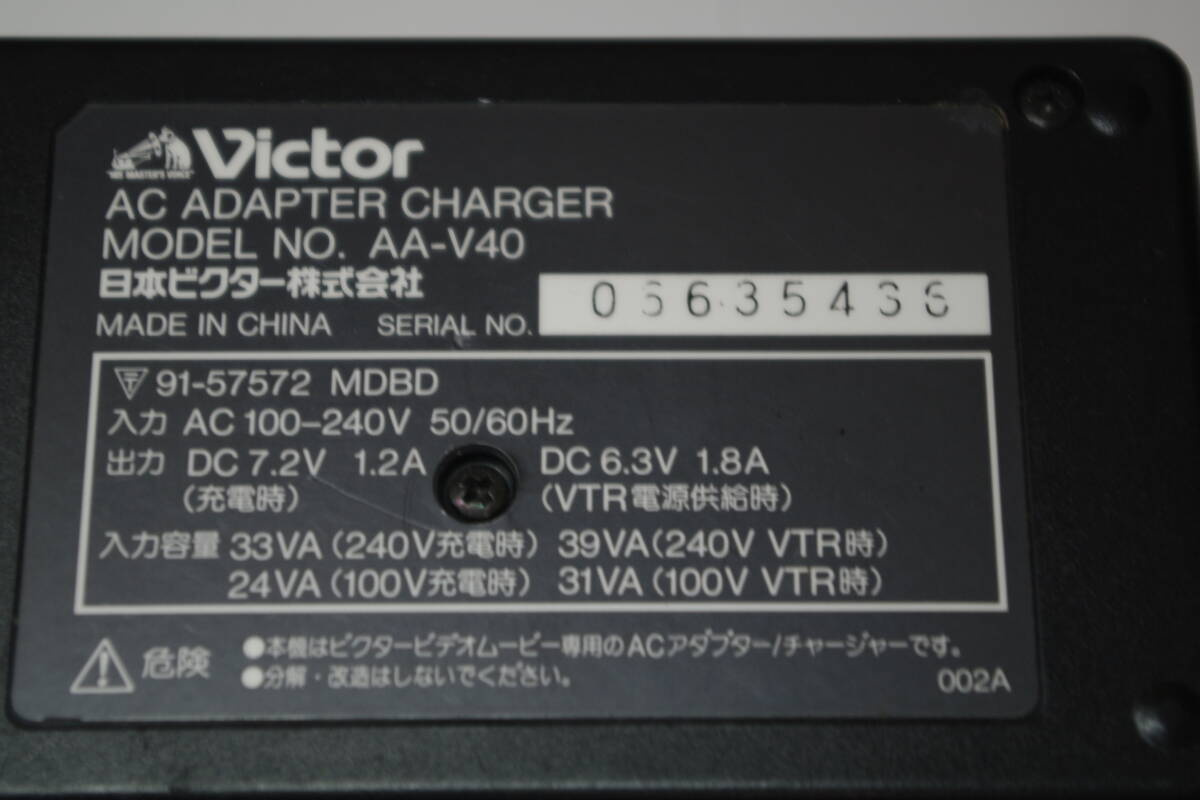 "HIS MASTER'S VOICE"
Victor
AC ADAPTER CHARGER
MODEL NO. AA-V40
日本ビクター株式会社
MADE IN CHINA SERIAL NO.
91-57572 MDBD
入力 AC 100–240V 50/60Hz
出力 DC 7.2V 1.2A DC 6.3V 1.8A
(充電時) (VTR電源供給時)
入力容量 33VA (240V充電時) 39VA (240V VTR時)
24VA (100V充電時) 31VA (100V VTR時)
危険 ●本機はビクタービデオムービー専用のACアダプター/チャージャーです。
●分解・改造はしないでください。
002A